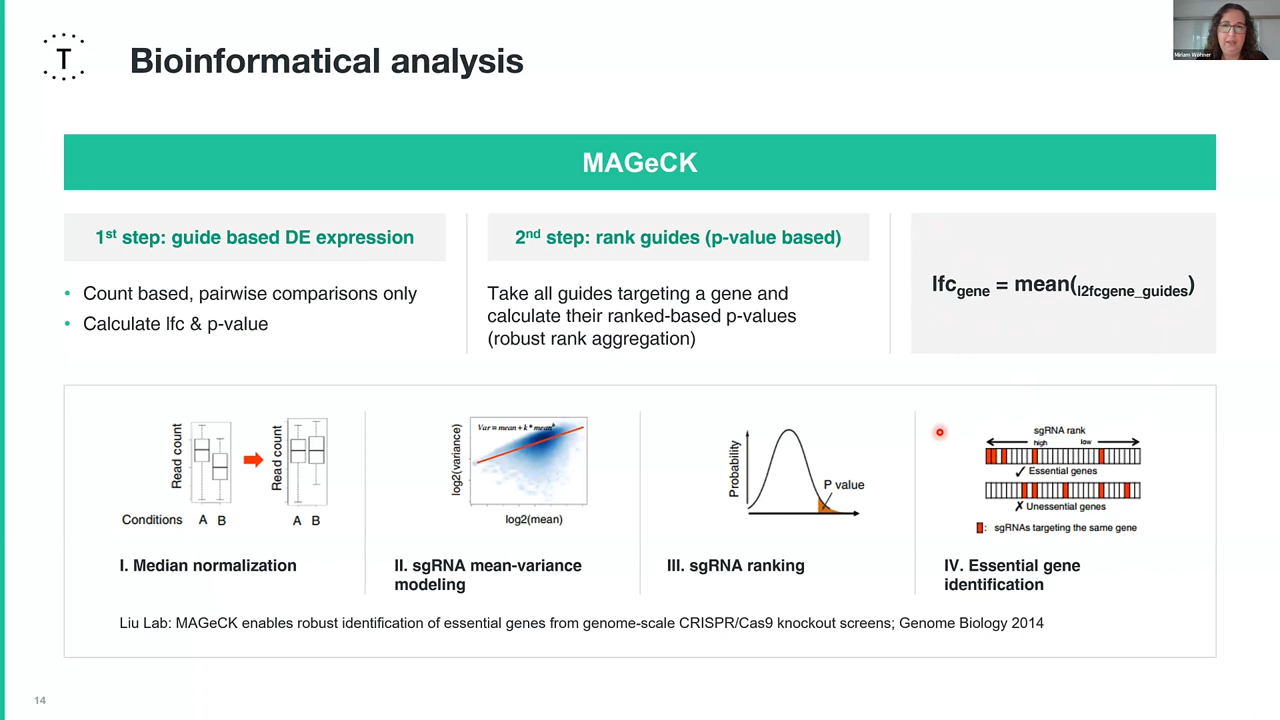 T
Bioinformatical analysis
Miriam Wöhner
MAGeCK
1st step: guide based DE expression
• Count based, pairwise comparisons only
• Calculate lfc & p-value
2nd step: rank guides (p-value based)
Take all guides targeting a gene and
calculate their ranked-based p-values
(robust rank aggregation)
lfcgene = mean(l2fcgene_guides)
Read count
Read count
Conditions A B
A B
I. Median normalization
Var = mean + k * mean^b
log2(variance)
log2(mean)
II. sgRNA mean-variance
modeling
Probability
P value
III. sgRNA ranking
sgRNA rank
high low
✓ Essential genes
✗ Unessential genes
: sgRNAs targeting the same gene
IV. Essential gene
identification
Liu Lab: MAGeCK enables robust identification of essential genes from genome-scale CRISPR/Cas9 knockout screens; Genome Biology 2014
14